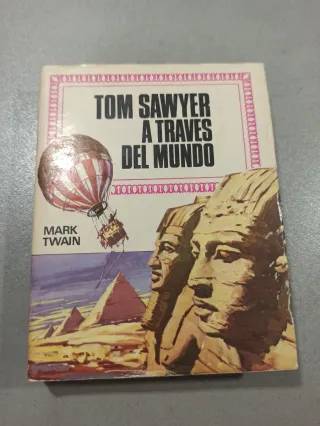 TOM SAWYER
A TRAVES
DEL MUNDO
MARK
TWAIN